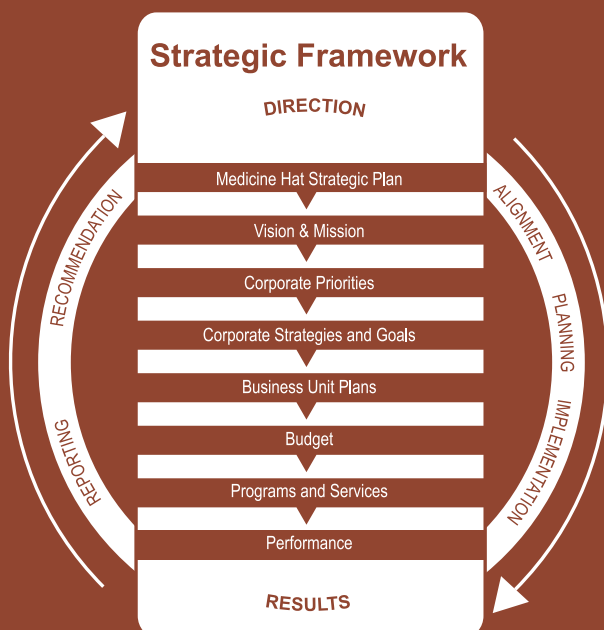 Strategic Framework
DIRECTION
Medicine Hat Strategic Plan
Vision & Mission
Corporate Priorities
Corporate Strategies and Goals
Business Unit Plans
Budget
Programs and Services
Performance
RESULTS
RECOMMENDATION
REPORTING
ALIGNMENT
PLANNING
IMPLEMENTATION